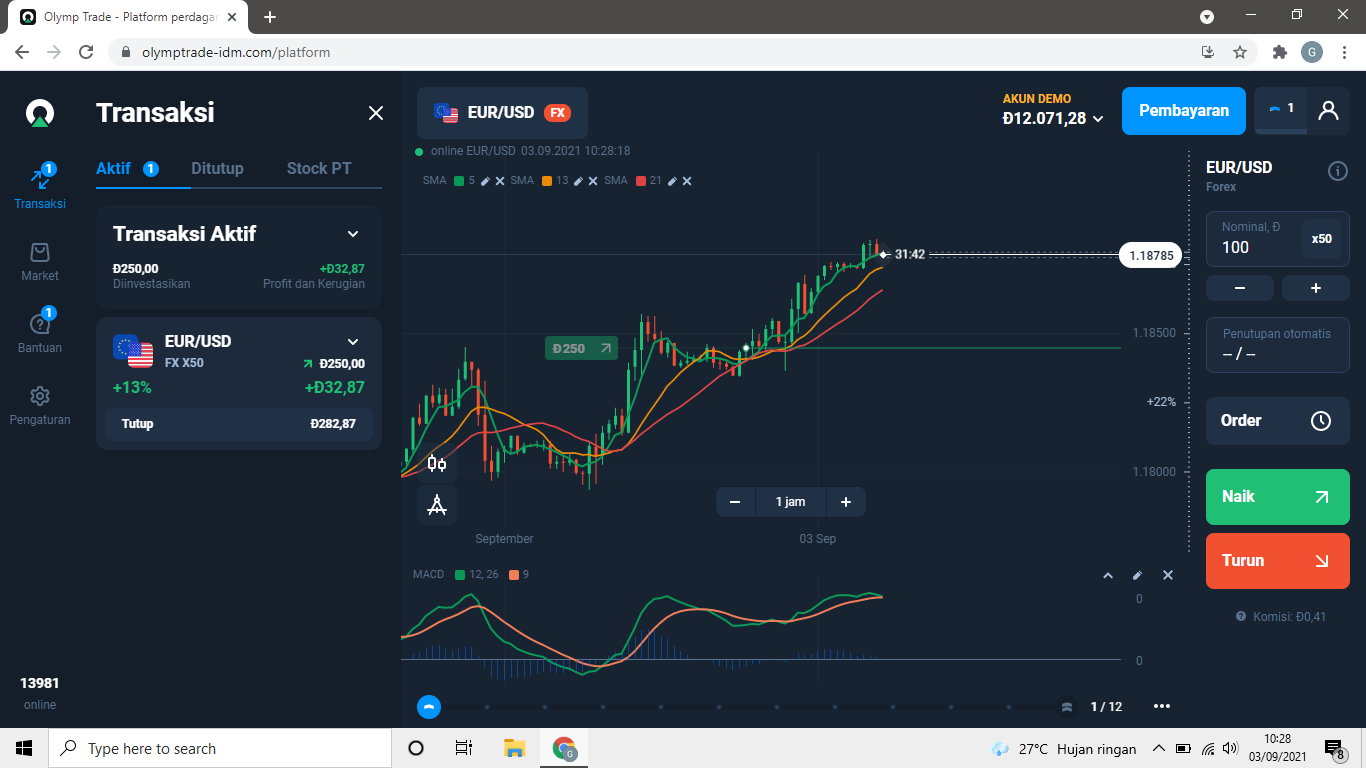 Olymp Trade - Platform perdagan
olymptrade-idm.com/platform
G
Transaksi
EUR/USD FX
AKUN DEMO
Đ12.071,28
Pembayaran
1
online EUR/USD 03.09.2021 10:28:18
SMA 5 SMA 13 SMA 21
1
Transaksi
Market
1
Bantuan
Pengaturan
Aktif 1 Ditutup Stock PT
Transaksi Aktif
Đ250,00 +Đ32,87
Diinvestasikan Profit dan Kerugian
EUR/USD
FX X50 Đ250,00
+13% +Đ32,87
Tutup Đ282,87
31:42
1.18785
Đ250
1.18500
+22%
1.18000
1 jam
September 03 Sep
MACD 12, 26 9
0
0
1 / 12
EUR/USD
Forex
Nominal, Đ
100 x50
Penutupan otomatis
-- / --
Order
Naik
Turun
Komisi: Đ0,41
13981
online
Type here to search
G
27°C Hujan ringan
10:28
03/09/2021
8